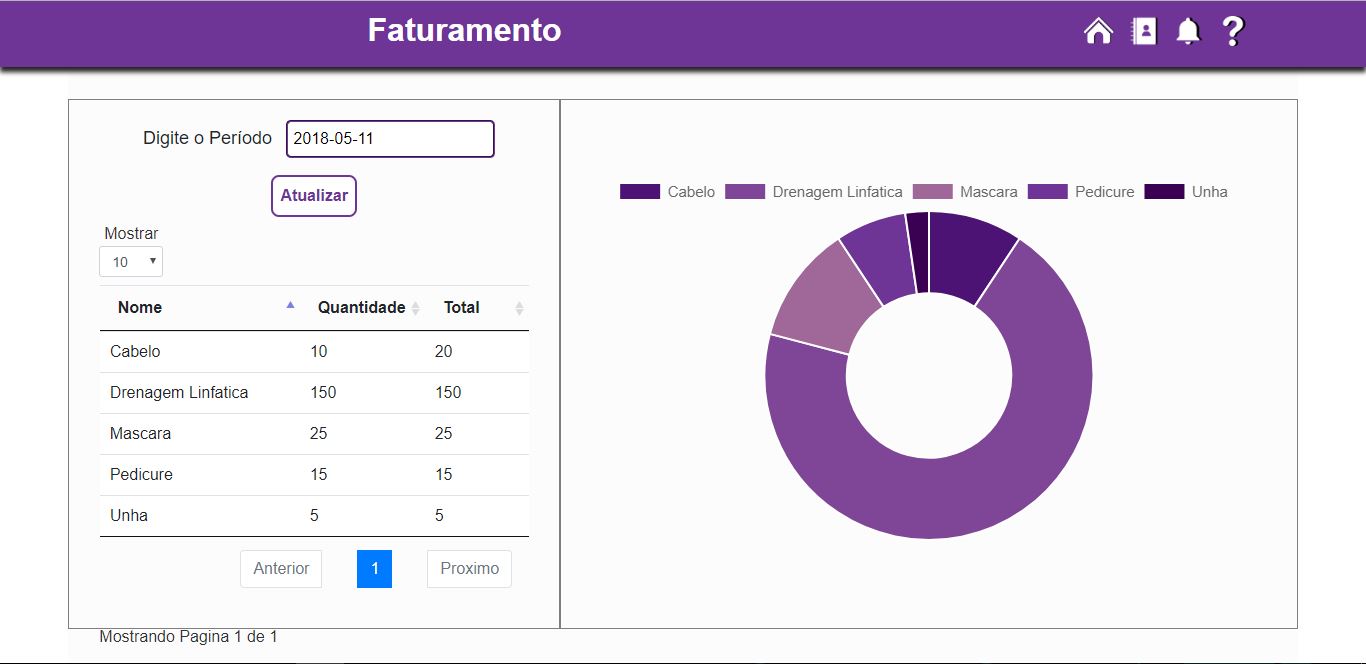 Faturamento
Digite o Período 2018-05-11
Atualizar
Mostrar
10
Nome Quantidade Total
Cabelo 10 20
Drenagem Linfatica 150 150
Mascara 25 25
Pedicure 15 15
Unha 5 5
Anterior 1 Proximo
Mostrando Pagina 1 de 1
Cabelo Drenagem Linfatica Mascara Pedicure Unha